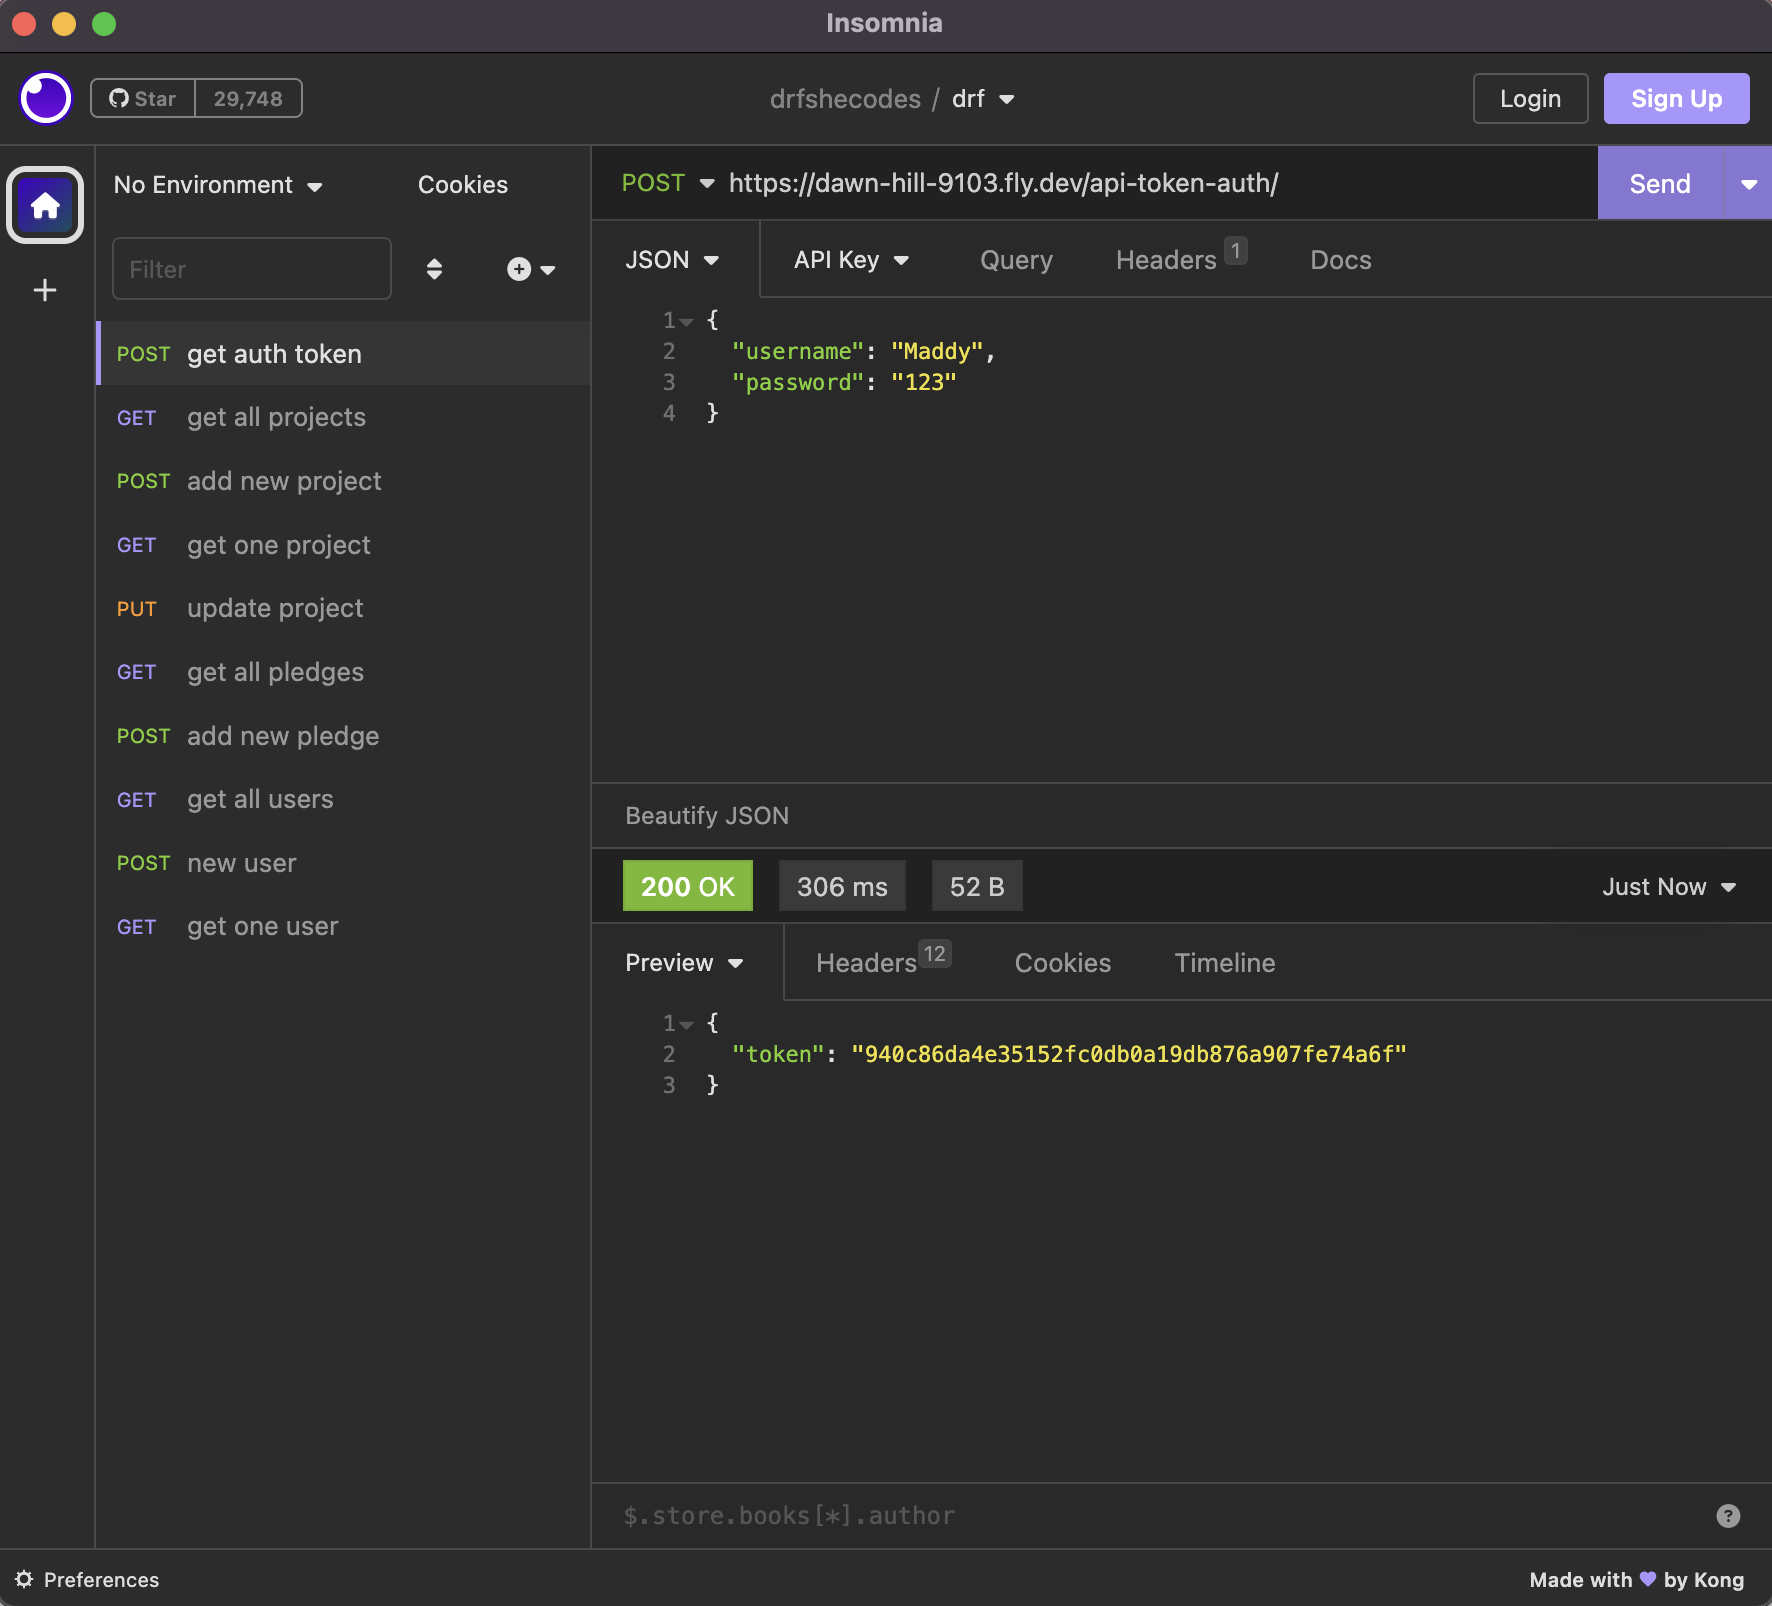 Insomnia
Star 29,748
drfshecodes / drf
Login
Sign Up
No Environment
Cookies
Filter
POST get auth token
GET get all projects
POST add new project
GET get one project
PUT update project
GET get all pledges
POST add new pledge
GET get all users
POST new user
GET get one user
POST https://dawn-hill-9103.fly.dev/api-token-auth/
Send
JSON API Key Query Headers 1 Docs
1 {
2 "username": "Maddy",
3 "password": "123"
4 }
Beautify JSON
200 OK 306 ms 52 B Just Now
Preview Headers 12 Cookies Timeline
1 {
2 "token": "940c86da4e35152fc0db0a19db876a907fe74a6f"
3 }
$.store.books[*].author
?
Preferences
Made with 💜 by Kong